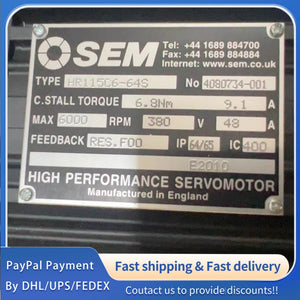 SEM
Tel: +44 1689 884700
Fax: +44 1689 884884
Internet: www.sem.co.uk
TYPE HR115C6-64S No 4080734-001
C.STALL TORQUE 6.8Nm 9.1 A
MAX 6000 RPM 380 V 48 A
FEEDBACK RES.F00 IP 64/65 IC 400
E2010
HIGH PERFORMANCE SERVOMOTOR
Manufactured in England
PayPal Payment
By DHL/UPS/FEDEX
Fast shipping & Fast delivery
Contact us for more discounts